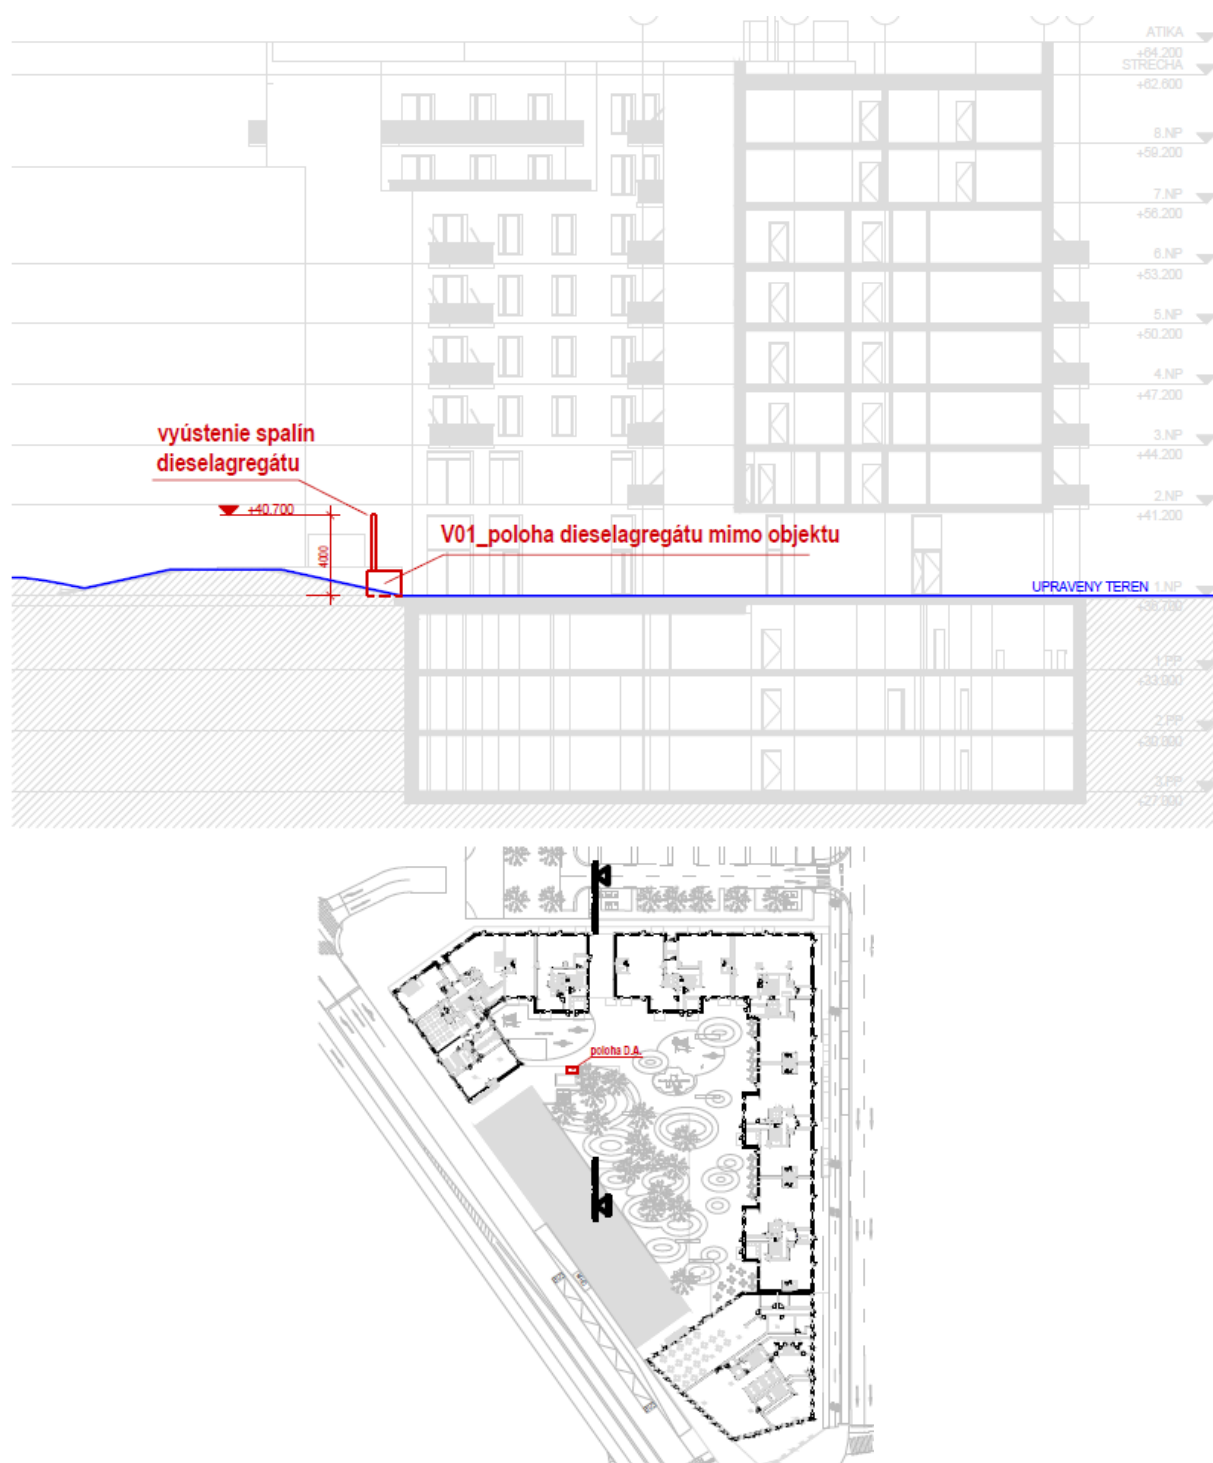 ATIKA
+64.200
STRECHA
+62.600
8.NP
+59.200
7.NP
+56.200
6.NP
+53.200
5.NP
+50.200
4.NP
+47.200
3.NP
+44.200
2.NP
+41.200
vyústenie spalín
dieselagregátu
+40.700
4000
V01_poloha dieselagregátu mimo objektu
UPRAVENY TEREN
1.NP
+36.700
1.PP
+33.000
2.PP
+30.000
3.PP
+27.000
poloha D.A.